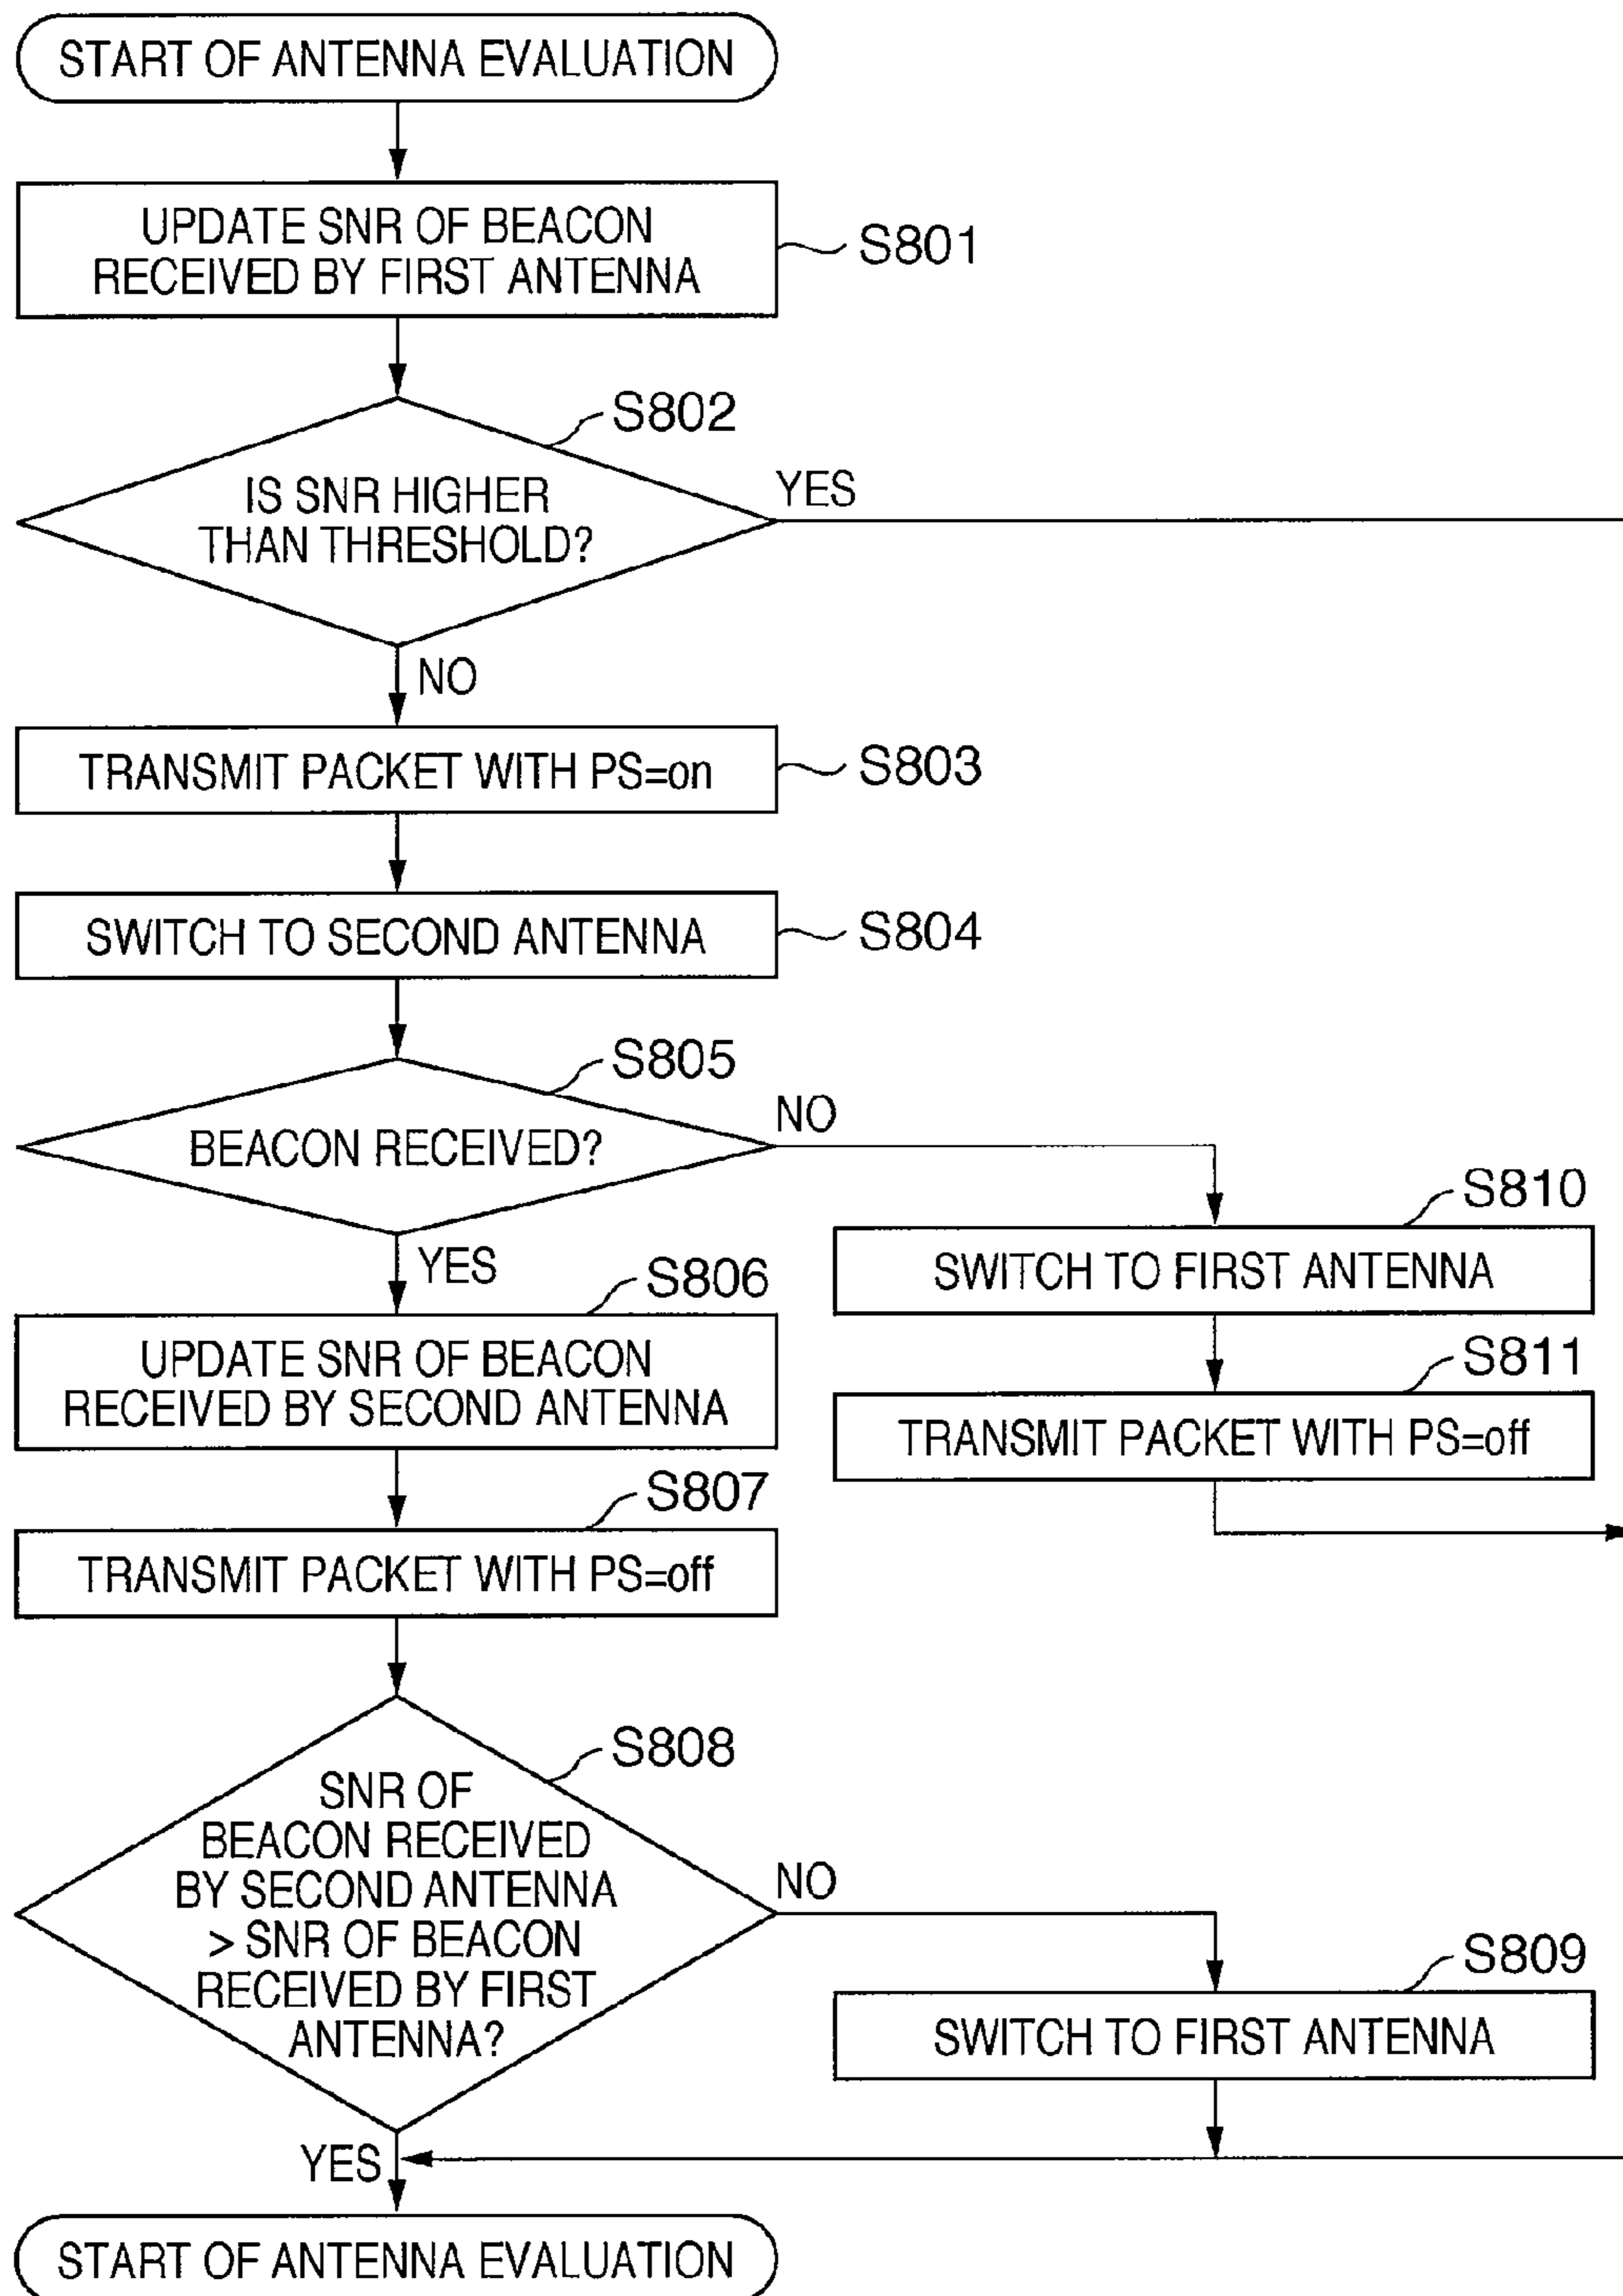 START OF ANTENNA EVALUATION
UPDATE SNR OF BEACON
RECEIVED BY FIRST ANTENNA
S801
S802
IS SNR HIGHER
THAN THRESHOLD?
YES
NO
TRANSMIT PACKET WITH PS=on
S803
SWITCH TO SECOND ANTENNA
S804
S805
BEACON RECEIVED?
NO
YES
S810
SWITCH TO FIRST ANTENNA
S806
UPDATE SNR OF BEACON
RECEIVED BY SECOND ANTENNA
S811
TRANSMIT PACKET WITH PS=off
S807
TRANSMIT PACKET WITH PS=off
S808
SNR OF
BEACON RECEIVED
BY SECOND ANTENNA
> SNR OF BEACON
RECEIVED BY FIRST
ANTENNA?
NO
S809
SWITCH TO FIRST ANTENNA
YES
START OF ANTENNA EVALUATION